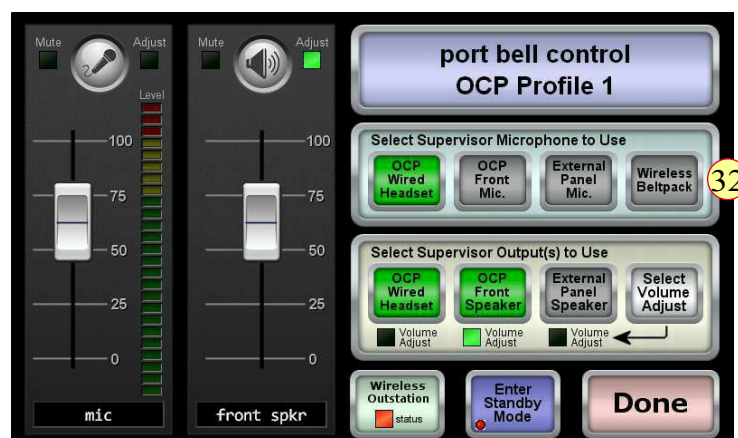 Mute
Adjust
Level
100
75
50
25
0
mic
Mute
Adjust
100
75
50
25
0
front spkr
port bell control
OCP Profile 1
Select Supervisor Microphone to Use
OCP
Wired
Headset
OCP
Front
Mic.
External
Panel
Mic.
Wireless
Beltpack
32
Select Supervisor Output(s) to Use
OCP
Wired
Headset
OCP
Front
Speaker
External
Panel
Speaker
Select
Volume
Adjust
Volume
Adjust
Volume
Adjust
Volume
Adjust
Wireless
Outstation
status
Enter
Standby
Mode
Done